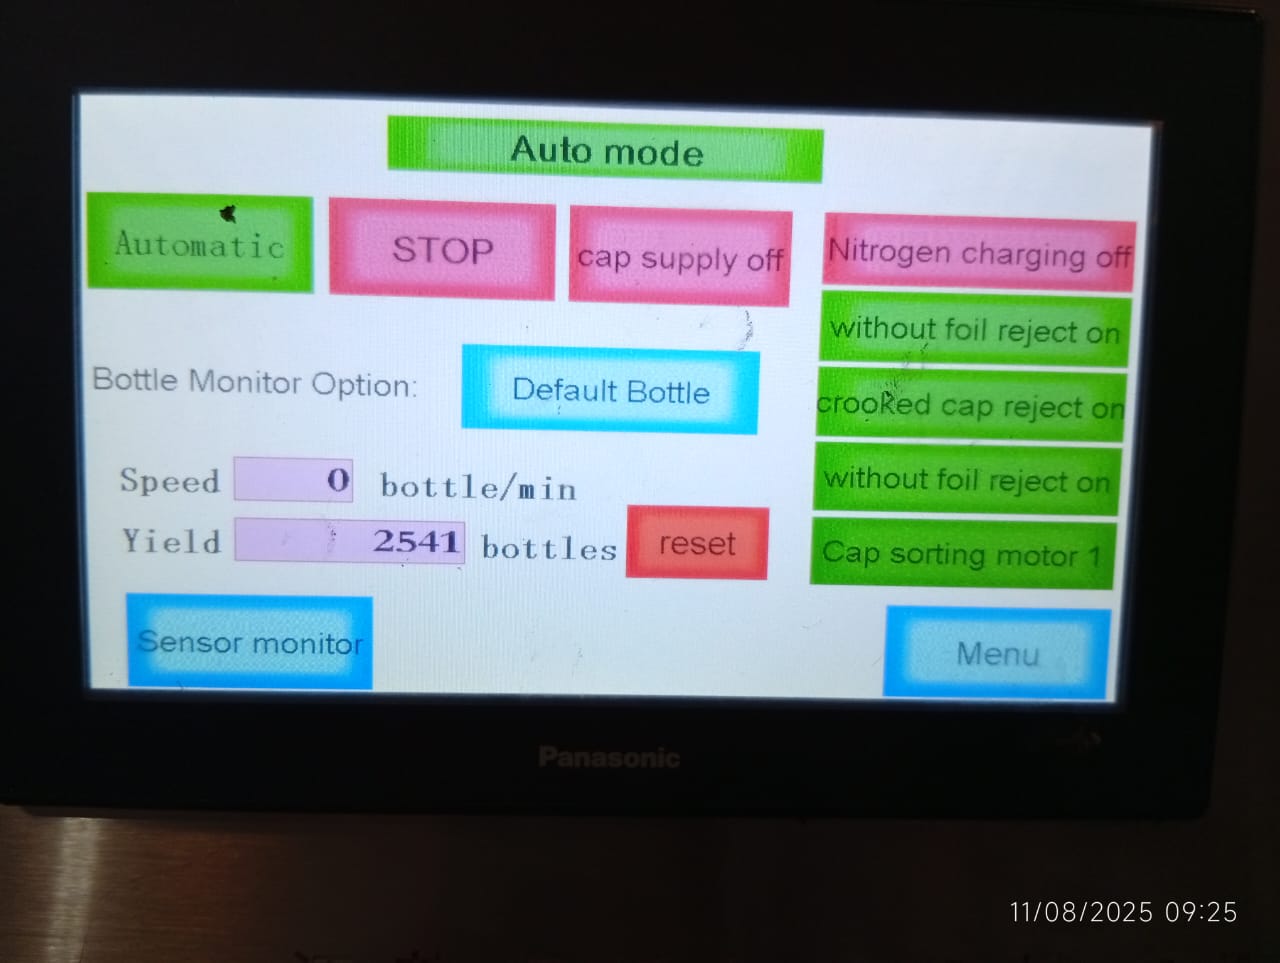 Auto mode
Automatic
STOP
cap supply off
Nitrogen charging off
without foil reject on
Bottle Monitor Option:
Default Bottle
crooked cap reject on
Speed 0 bottle/min
without foil reject on
Yield 2541 bottles
reset
Cap sorting motor 1
Sensor monitor
Menu
Panasonic
11/08/2025 09:25